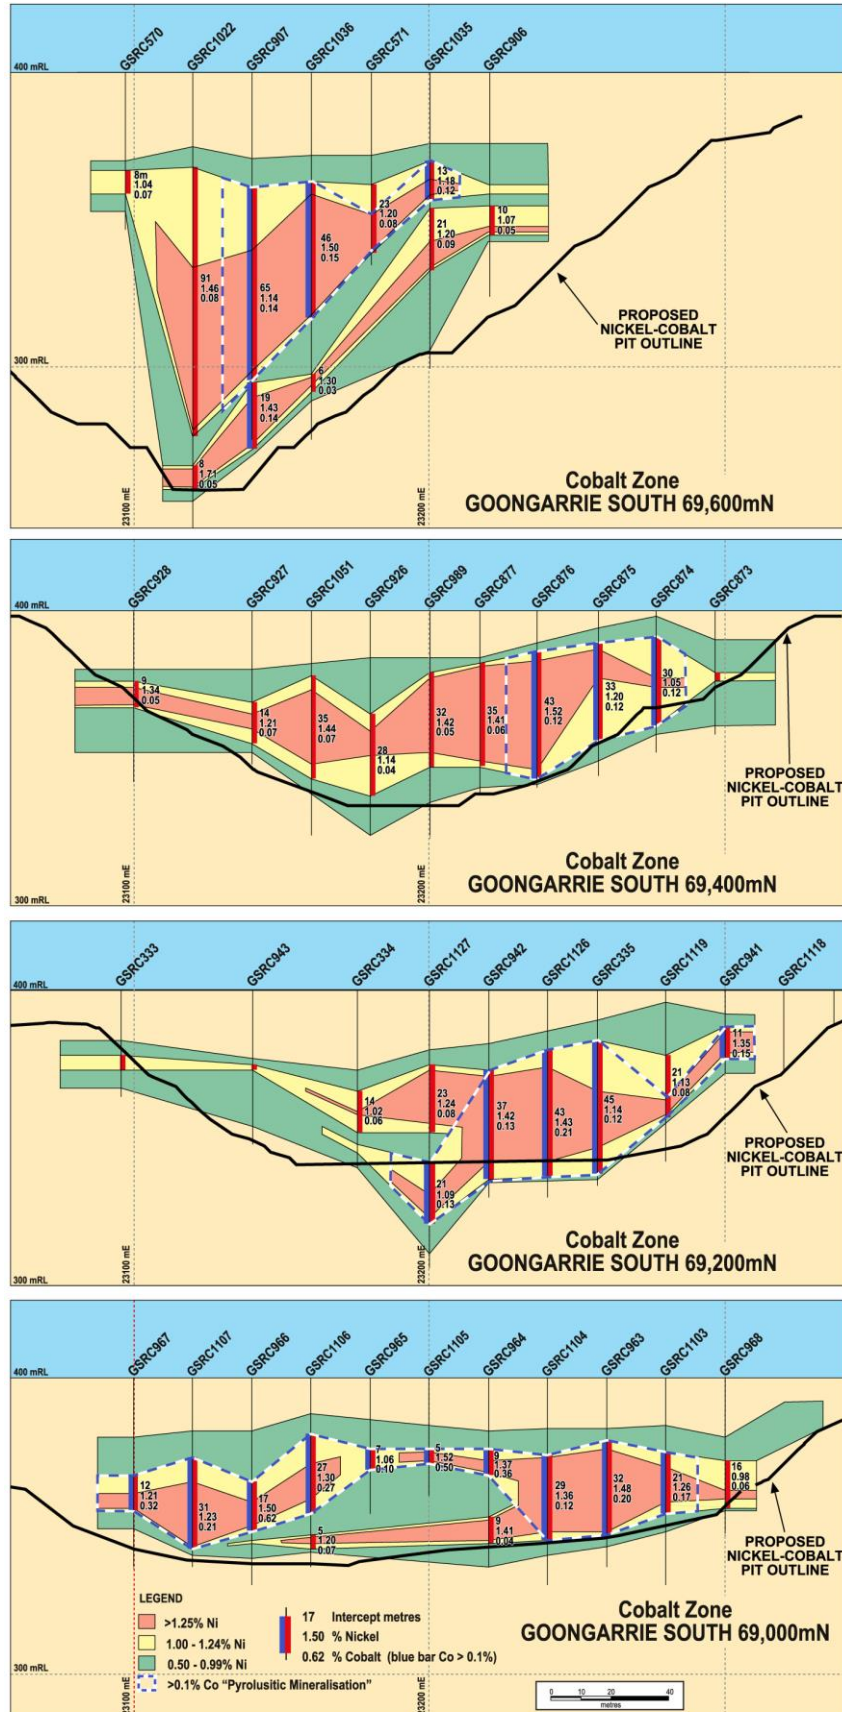 GSRC570
GSRC1022
GSRC907
GSRC1036
GSRC571
GSRC1035
GSRC906
400 mRL
8m
1.04
0.07
13
1.18
0.12
23
1.20
0.08
10
1.07
0.05
21
1.20
0.09
46
1.50
0.15
91
1.46
0.08
65
1.14
0.14
PROPOSED
NICKEL-COBALT
PIT OUTLINE
300 mRL
6
1.30
0.03
19
1.43
0.14
8
1.71
0.05
23100 mE
23200 mE
Cobalt Zone
GOONGARRIE SOUTH 69,600mN
GSRC928
GSRC927
GSRC1051
GSRC926
GSRC989
GSRC877
GSRC876
GSRC875
GSRC874
GSRC873
400 mRL
9
1.34
0.05
14
1.21
0.07
35
1.44
0.07
28
1.14
0.04
32
1.42
0.05
35
1.41
0.06
43
1.52
0.12
33
1.20
0.12
30
1.05
0.12
PROPOSED
NICKEL-COBALT
PIT OUTLINE
23100 mE
23200 mE
Cobalt Zone
GOONGARRIE SOUTH 69,400mN
300 mRL
GSRC333
GSRC943
GSRC334
GSRC1127
GSRC942
GSRC1126
GSRC335
GSRC1119
GSRC941
GSRC1118
400 mRL
14
1.02
0.06
23
1.24
0.08
37
1.42
0.13
43
1.43
0.21
45
1.14
0.12
21
1.13
0.08
11
1.35
0.15
21
1.09
0.13
PROPOSED
NICKEL-COBALT
PIT OUTLINE
23100 mE
23200 mE
Cobalt Zone
GOONGARRIE SOUTH 69,200mN
300 mRL
GSRC967
GSRC1107
GSRC966
GSRC1106
GSRC965
GSRC1105
GSRC964
GSRC1104
GSRC963
GSRC1103
GSRC968
400 mRL
12
1.21
0.32
31
1.23
0.21
17
1.50
0.62
27
1.30
0.27
7
1.06
0.10
5
1.52
0.50
9
1.37
0.36
29
1.36
0.12
32
1.48
0.20
21
1.26
0.17
16
0.98
0.06
5
1.20
0.07
9
1.41
0.04
PROPOSED
NICKEL-COBALT
PIT OUTLINE
LEGEND
>1.25% Ni
1.00 - 1.24% Ni
0.50 - 0.99% Ni
>0.1% Co "Pyrolusitic Mineralisation"
17 Intercept metres
1.50 % Nickel
0.62 % Cobalt (blue bar Co > 0.1%)
Cobalt Zone
GOONGARRIE SOUTH 69,000mN
300 mRL
23100 mE
23200 mE
0 10 20 40
metres